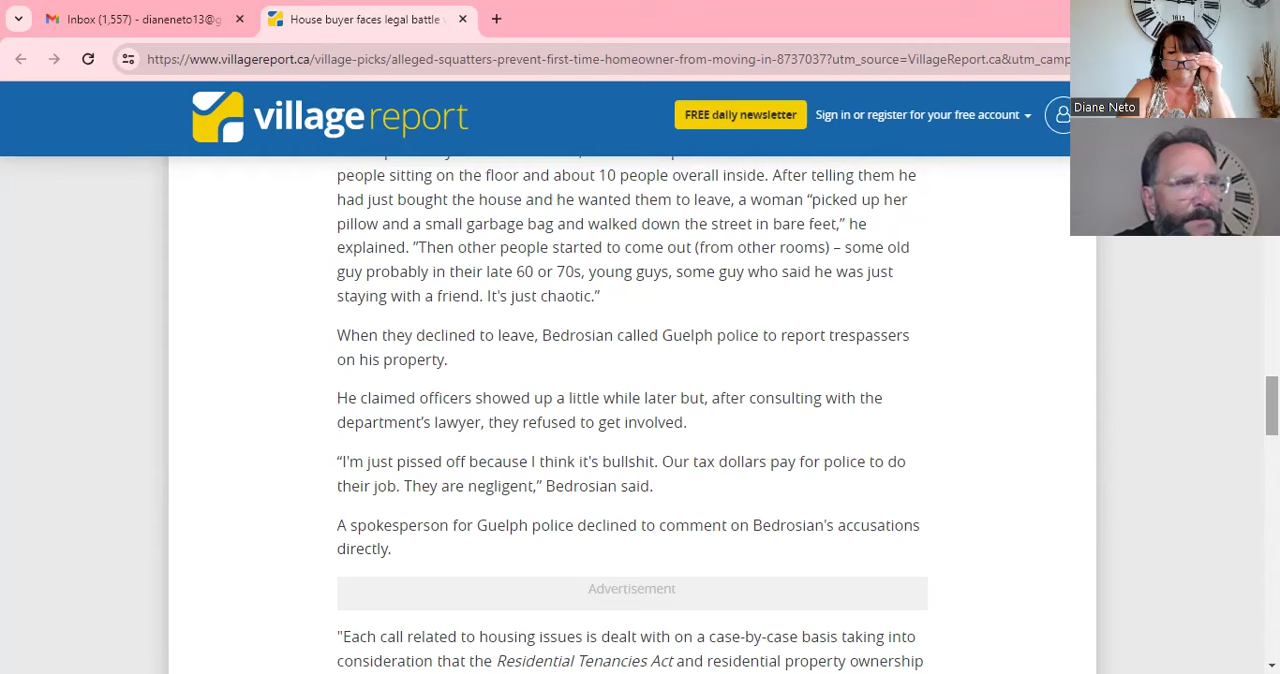 Inbox (1,557) - dianeneto13@g
House buyer faces legal battle
https://www.villagereport.ca/village-picks/alleged-squatters-prevent-first-time-homeowner-from-moving-in-8737037?utm_source=VillageReport.ca&utm_camp
village report
FREE daily newsletter
Sign in or register for your free account
Diane Neto
people sitting on the floor and about 10 people overall inside. After telling them he
had just bought the house and he wanted them to leave, a woman “picked up her
pillow and a small garbage bag and walked down the street in bare feet,” he
explained. ”Then other people started to come out (from other rooms) – some old
guy probably in their late 60 or 70s, young guys, some guy who said he was just
staying with a friend. It's just chaotic.”
When they declined to leave, Bedrosian called Guelph police to report trespassers
on his property.
He claimed officers showed up a little while later but, after consulting with the
department’s lawyer, they refused to get involved.
“I'm just pissed off because I think it's bullshit. Our tax dollars pay for police to do
their job. They are negligent,” Bedrosian said.
A spokesperson for Guelph police declined to comment on Bedrosian's accusations
directly.
Advertisement
"Each call related to housing issues is dealt with on a case-by-case basis taking into
consideration that the Residential Tenancies Act and residential property ownership